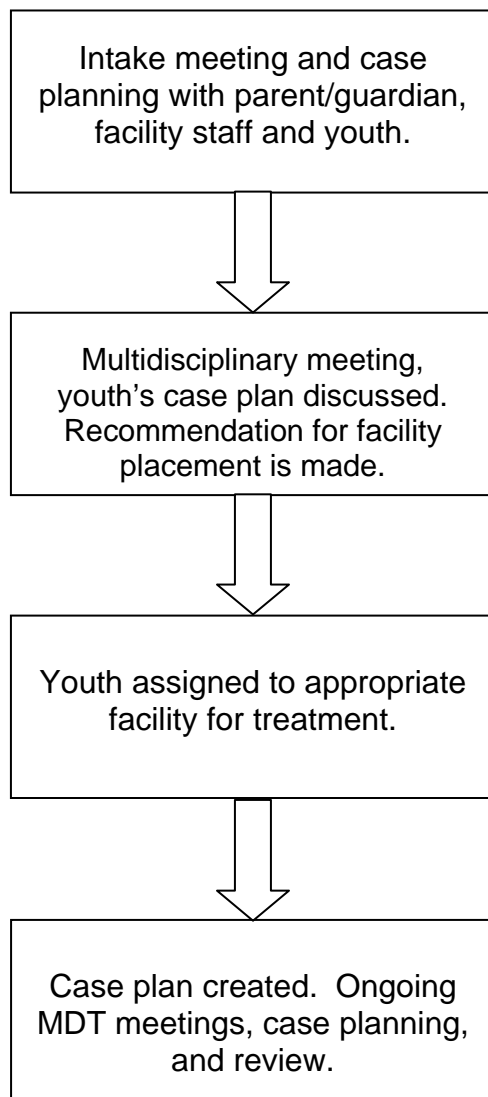 Intake meeting and case
planning with parent/guardian,
facility staff and youth.
Multidisciplinary meeting,
youth’s case plan discussed.
Recommendation for facility
placement is made.
Youth assigned to appropriate
facility for treatment.
Case plan created.  Ongoing
MDT meetings, case planning,
and review.